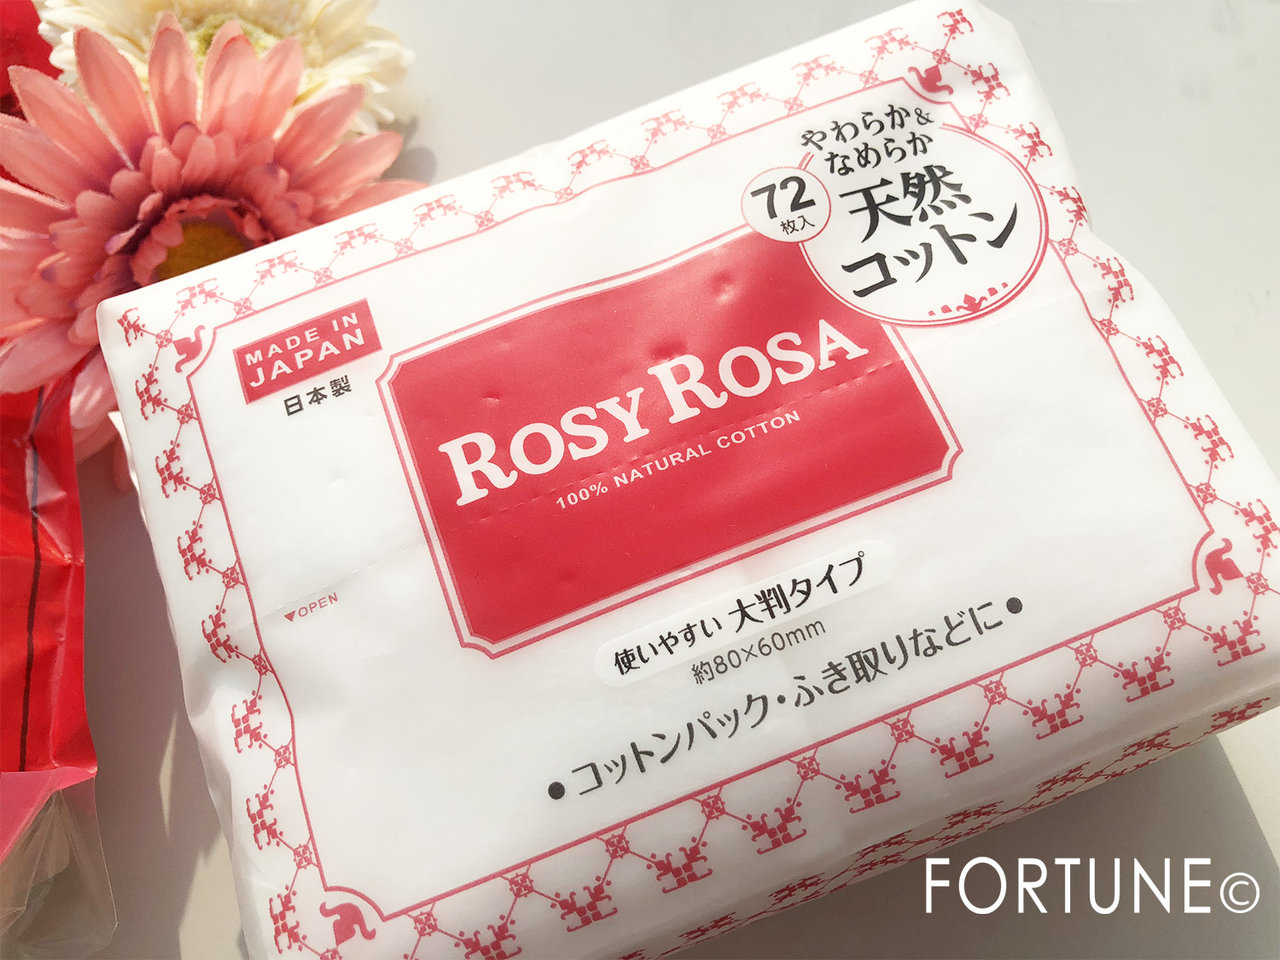 やわらか&
なめらか
天然
コットン
72
枚入
MADE IN
JAPAN
日本製
ROSY ROSA
100% NATURAL COTTON
▼OPEN
使いやすい 大判タイプ
約80×60mm
●コットンパック・ふき取りなどに●
FORTUNE©